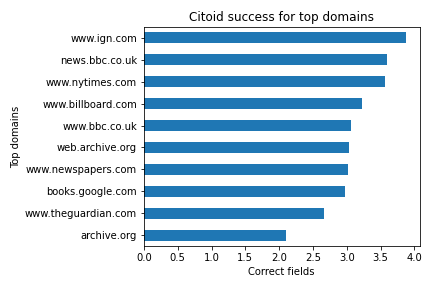 Citoid success for top domains
Top domains
www.ign.com
news.bbc.co.uk
www.nytimes.com
www.billboard.com
www.bbc.co.uk
web.archive.org
www.newspapers.com
books.google.com
www.theguardian.com
archive.org
0.0 0.5 1.0 1.5 2.0 2.5 3.0 3.5 4.0
Correct fields